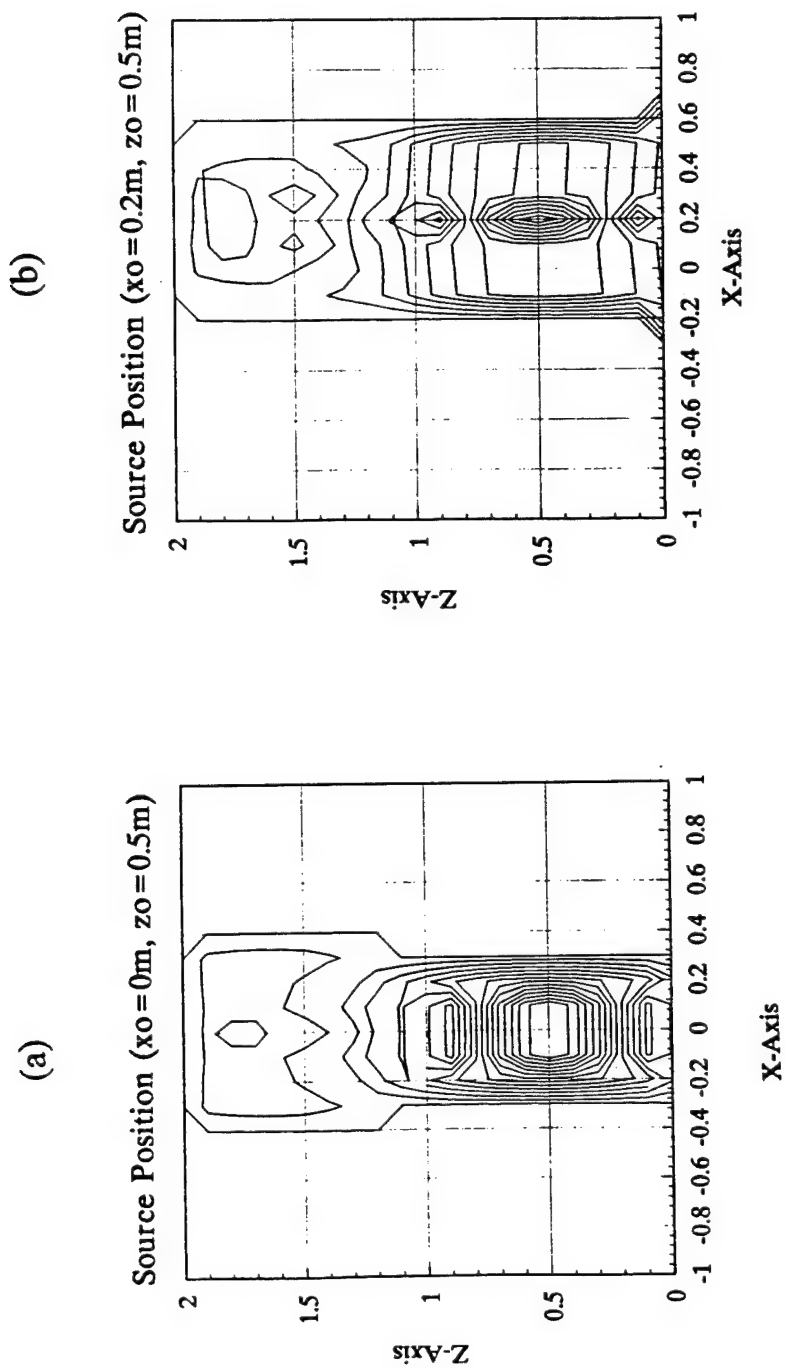 (a)
Source Position (xo=0m, zo=0.5m)
2
1.5
1
0.5
0
Z-Axis
-1 -0.8 -0.6 -0.4 -0.2 0 0.2 0.4 0.6 0.8 1
X-Axis
(b)
Source Position (xo=0.2m, zo=0.5m)
2
1.5
1
0.5
0
Z-Axis
-1 -0.8 -0.6 -0.4 -0.2 0 0.2 0.4 0.6 0.8 1
X-Axis